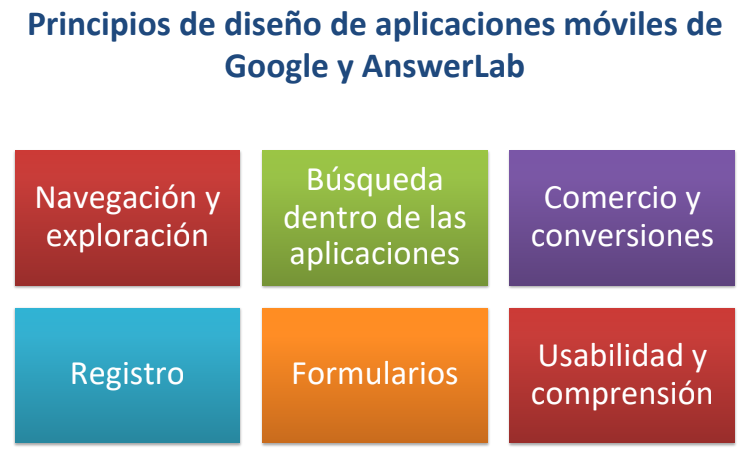 Principios de diseño de aplicaciones móviles de
Google y AnswerLab
Navegación y
exploración
Búsqueda
dentro de las
aplicaciones
Comercio y
conversiones
Registro
Formularios
Usabilidad y
comprensión